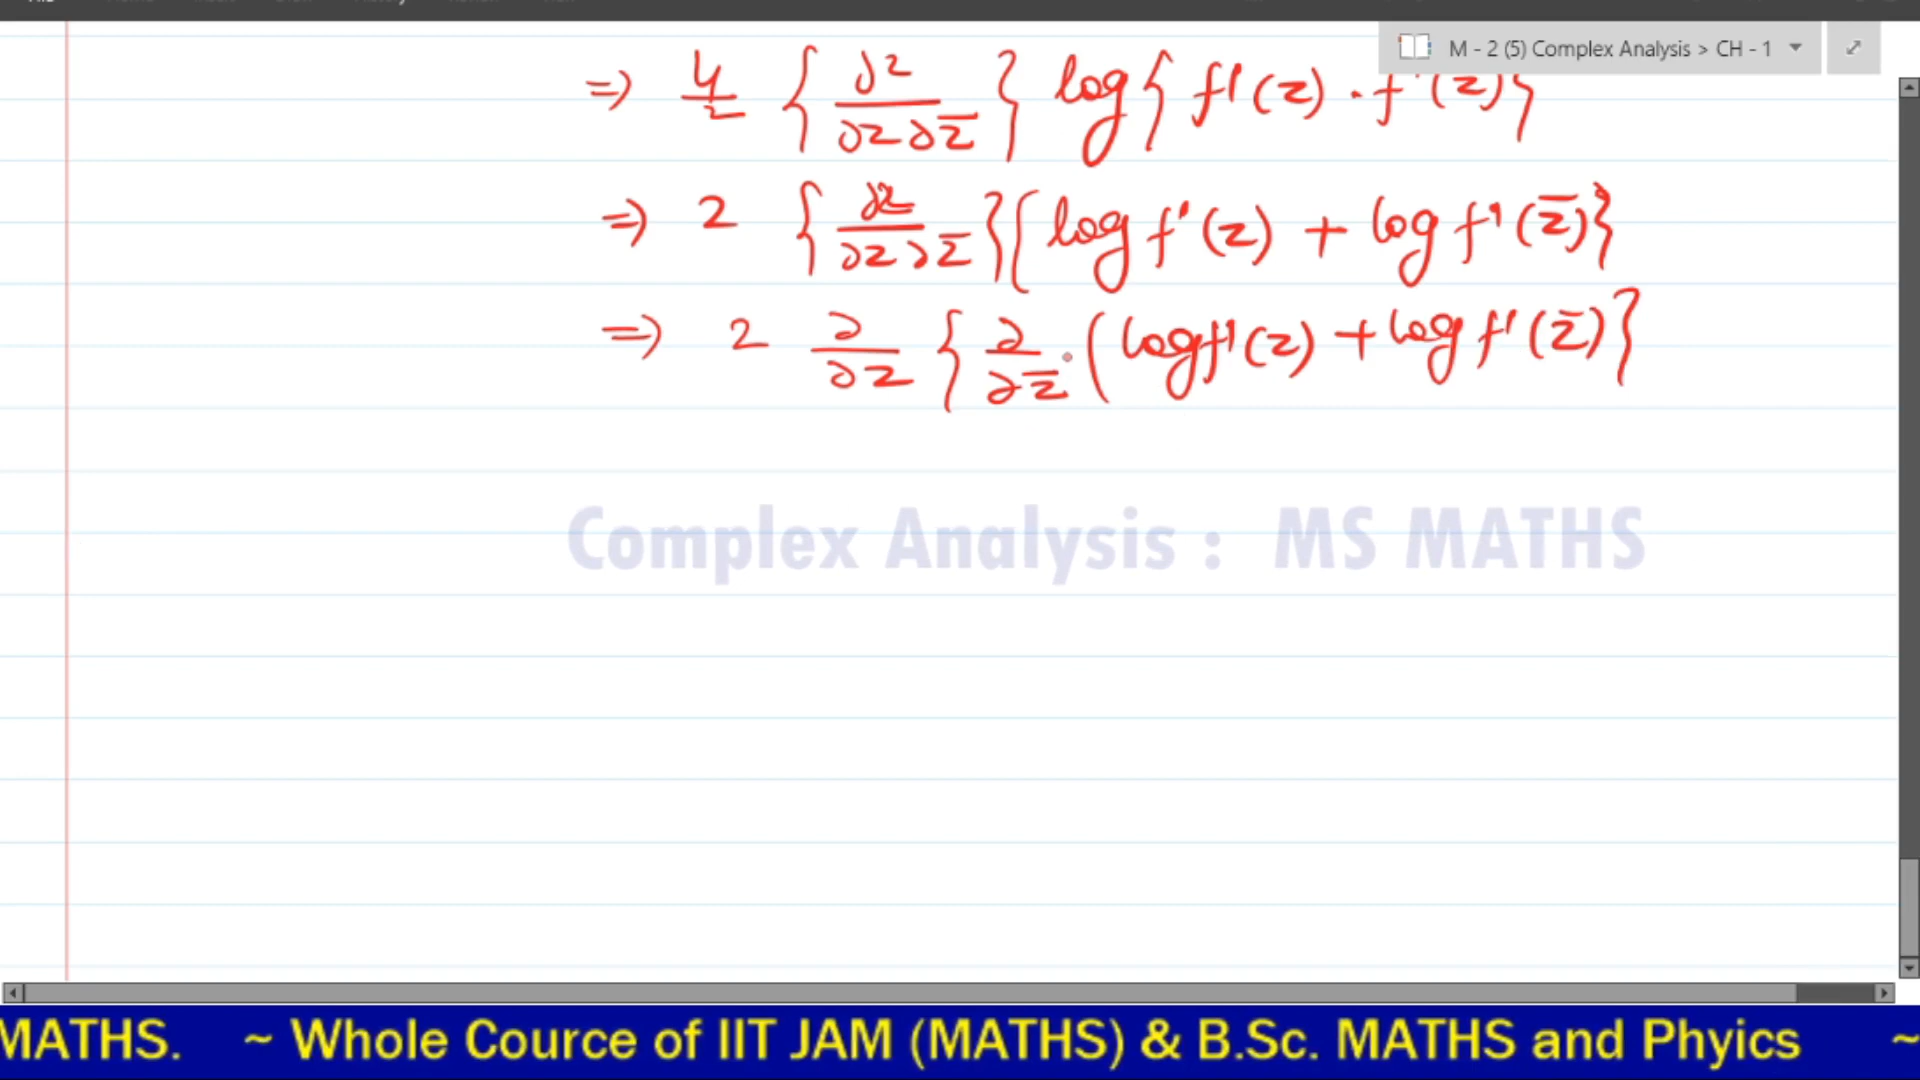 M - 2 (5) Complex Analysis > CH - 1
=> 4/2 { ∂2/∂z∂z̅ } log{ f'(z) · f'(z̅)}
=> 2 { ∂2/∂z∂z̅ }{ log f'(z) + log f'(z̅)}
=> 2 ∂/∂z { ∂/∂z̅ ( log f'(z) + log f'(z̅) }
Complex Analysis : MS MATHS
MATHS. ~ Whole Cource of IIT JAM (MATHS) & B.Sc. MATHS and Phyics ~